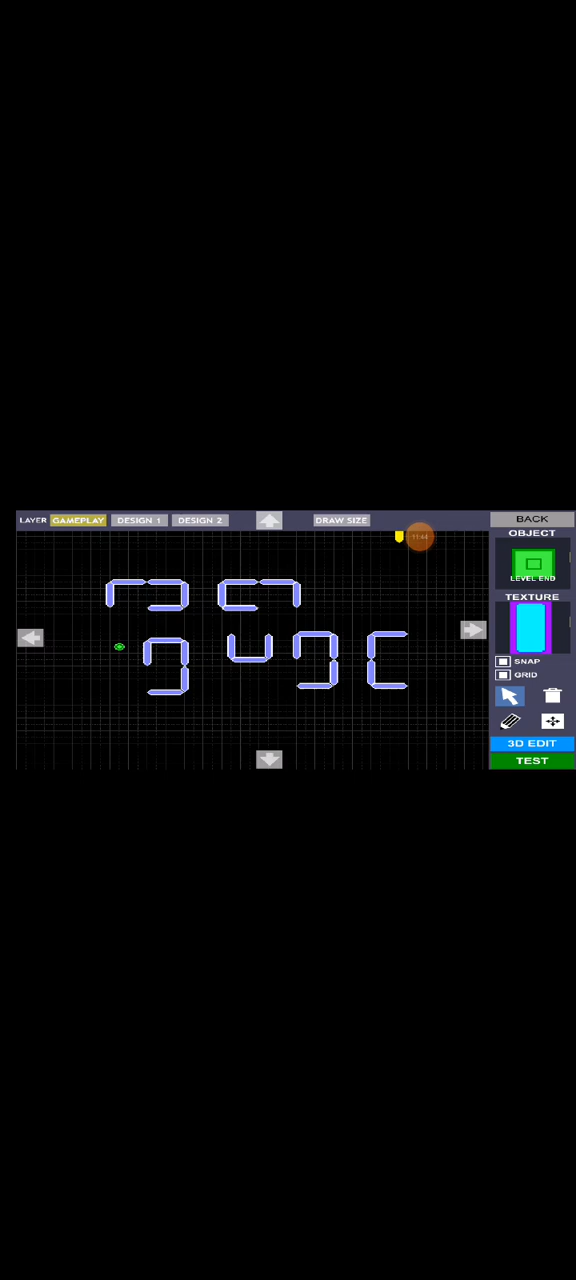 LAYER GAMEPLAY DESIGN 1 DESIGN 2 DRAW SIZE BACK
11:44
OBJECT
LEVEL END
TEXTURE
SNAP
GRID
3D EDIT
TEST